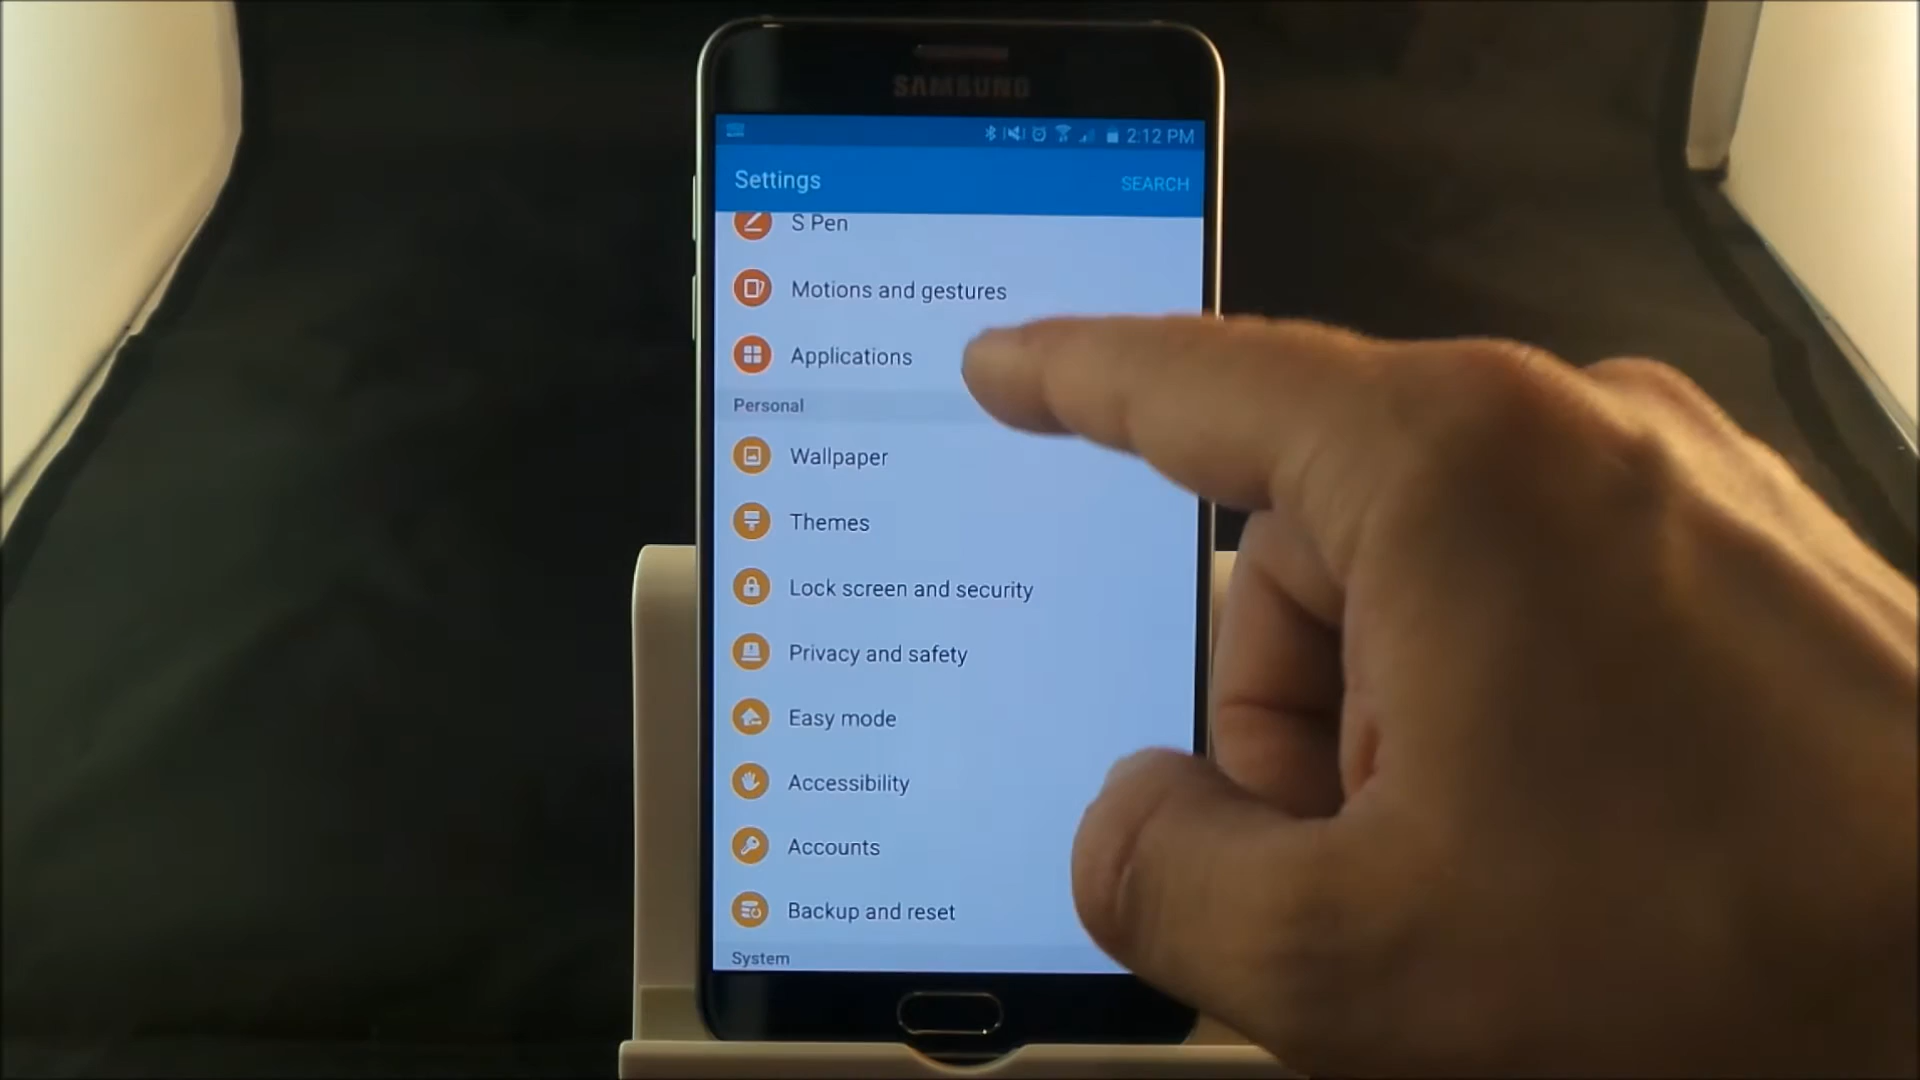 SAMSUNG
2:12 PM
Settings
SEARCH
S Pen
Motions and gestures
Applications
Personal
Wallpaper
Themes
Lock screen and security
Privacy and safety
Easy mode
Accessibility
Accounts
Backup and reset
System